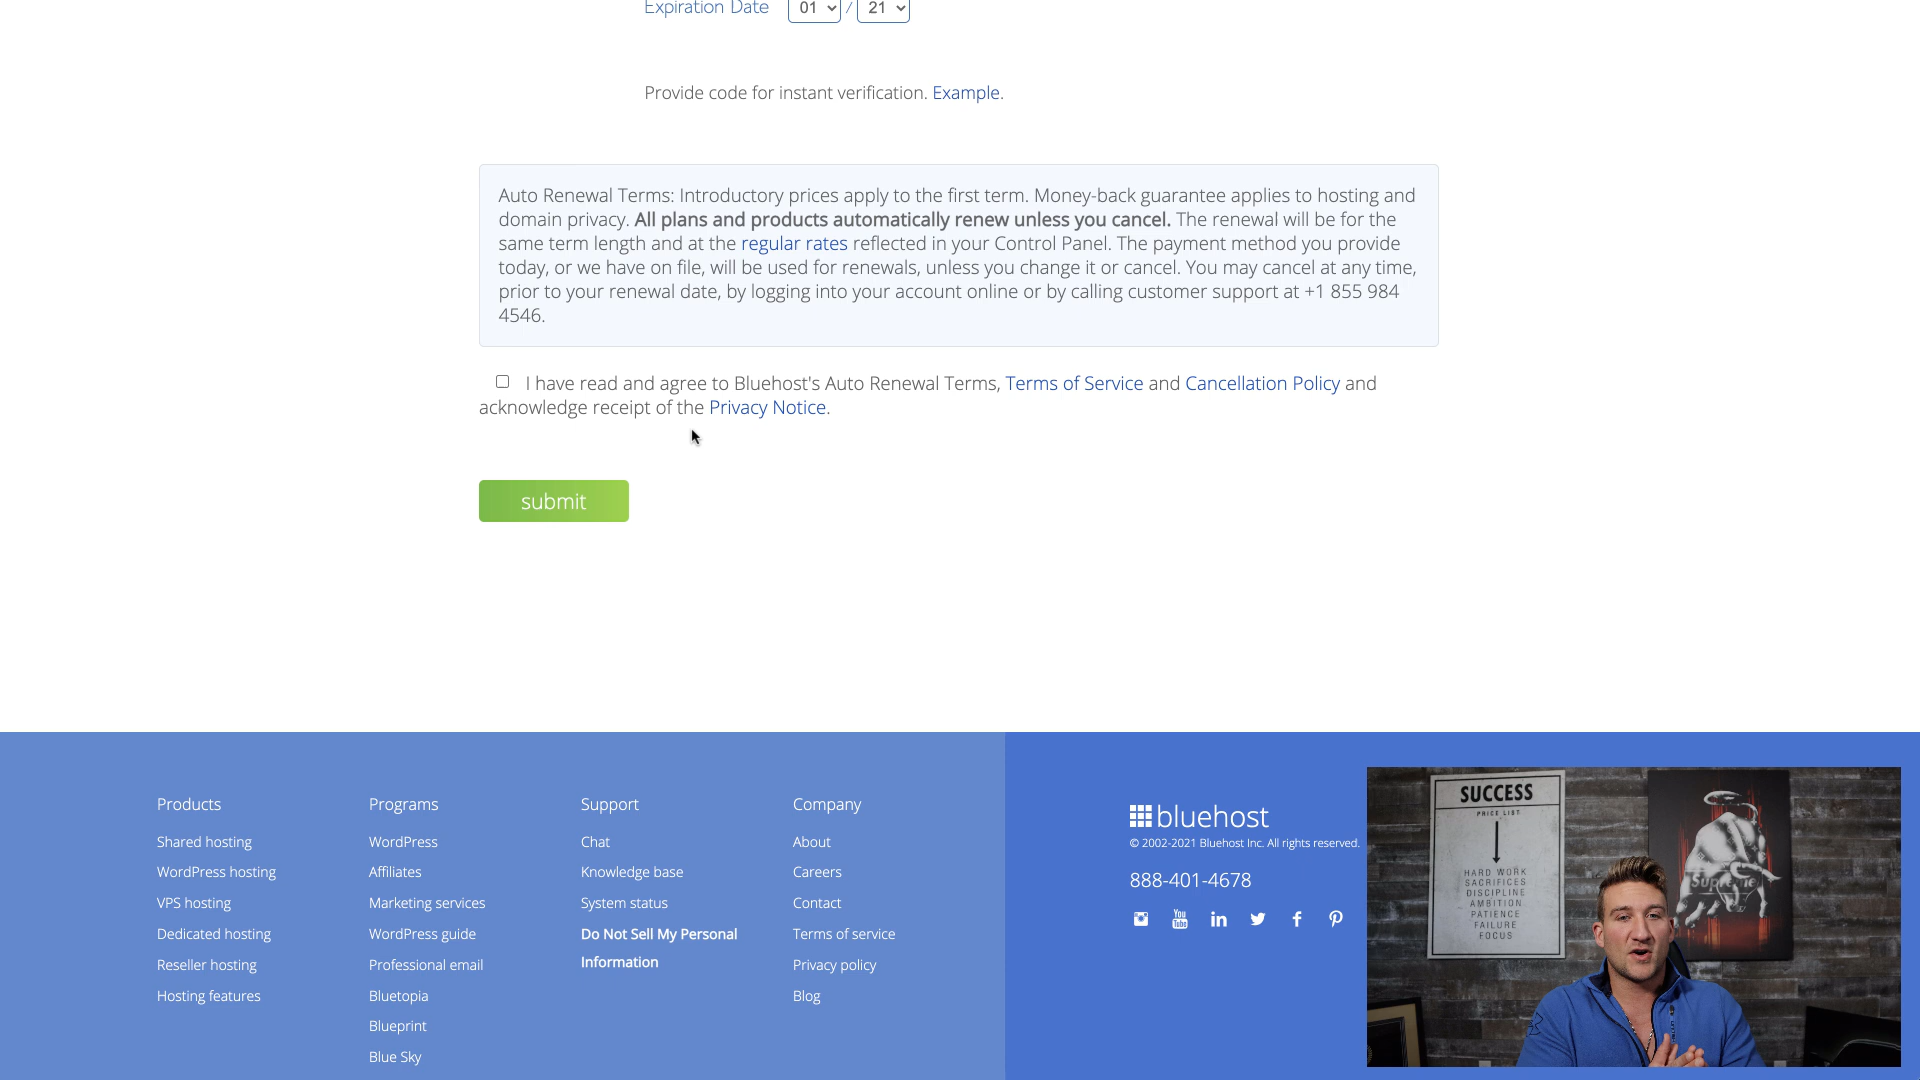 Expiration Date 01 / 21
Provide code for instant verification. Example.
Auto Renewal Terms: Introductory prices apply to the first term. Money-back guarantee applies to hosting and
domain privacy. All plans and products automatically renew unless you cancel. The renewal will be for the
same term length and at the regular rates reflected in your Control Panel. The payment method you provide
today, or we have on file, will be used for renewals, unless you change it or cancel. You may cancel at any time,
prior to your renewal date, by logging into your account online or by calling customer support at +1 855 984
4546.
I have read and agree to Bluehost's Auto Renewal Terms, Terms of Service and Cancellation Policy and
acknowledge receipt of the Privacy Notice.
submit
Products
Shared hosting
WordPress hosting
VPS hosting
Dedicated hosting
Reseller hosting
Hosting features
Programs
WordPress
Affiliates
Marketing services
WordPress guide
Professional email
Bluetopia
Blueprint
Blue Sky
Support
Chat
Knowledge base
System status
Do Not Sell My Personal
Information
Company
About
Careers
Contact
Terms of service
Privacy policy
Blog
bluehost
© 2002-2021 Bluehost Inc. All rights reserved.
888-401-4678
You
Tube
SUCCESS
PRICE LIST
HARD WORK
SACRIFICES
DISCIPLINE
AMBITION
PATIENCE
FAILURE
FOCUS
Supreme